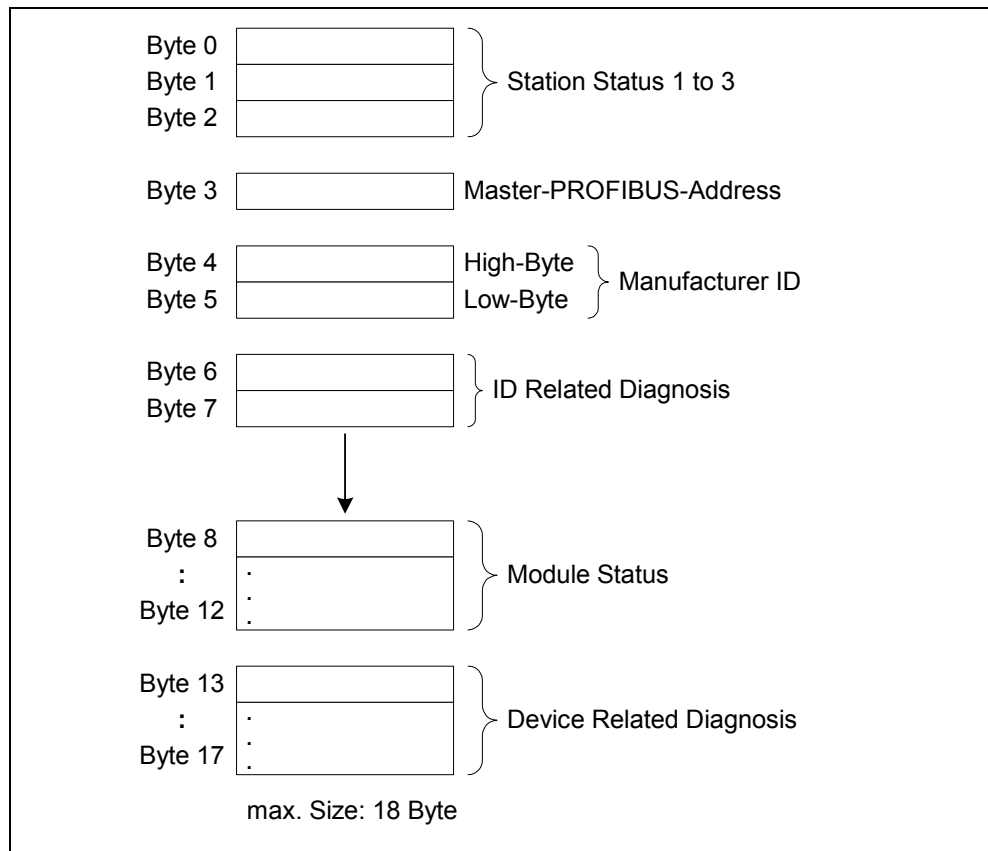 Byte 0
Byte 1
Byte 2
Station Status 1 to 3
Byte 3
Master-PROFIBUS-Address
Byte 4
High-Byte
Byte 5
Low-Byte
Manufacturer ID
Byte 6
Byte 7
ID Related Diagnosis
Byte 8
:
Byte 12
Module Status
Byte 13
:
Byte 17
Device Related Diagnosis
max. Size: 18 Byte